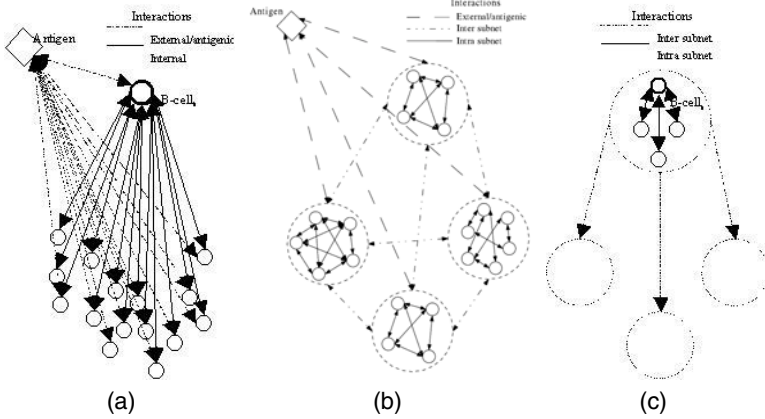 Interactions
Antigen
External/antigenic
Internal
B-cell
(a)
Interactions
Antigen
External/antigenic
Inter subnet
Intra subnet
(b)
Interactions
Inter subnet
Intra subnet
B-cell
(c)